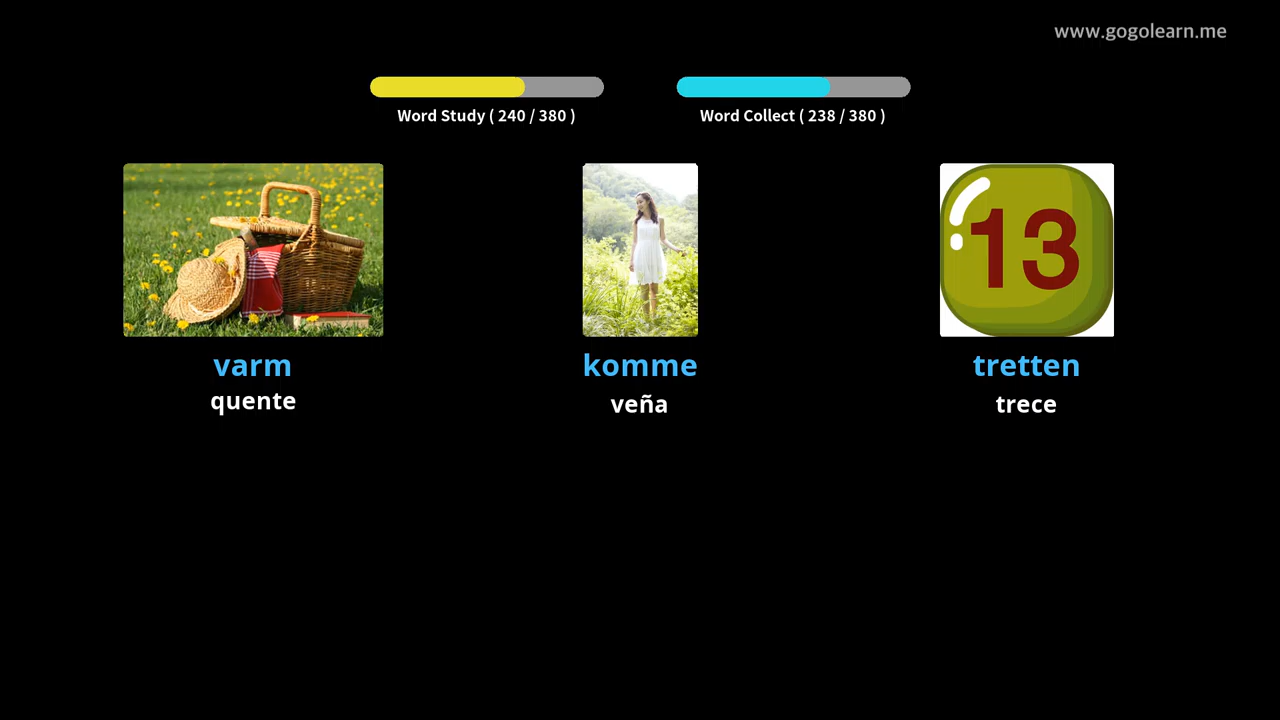 www.gogolearn.me
Word Study ( 240 / 380 )
Word Collect ( 238 / 380 )
13
varm
komme
tretten
quente
veña
trece